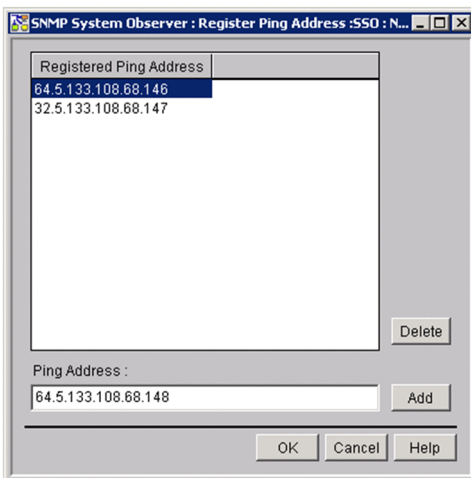 SNMP System Observer : Register Ping Address :SSO : N...
Registered Ping Address
64.5.133.108.68.146
32.5.133.108.68.147
Delete
Ping Address :
64.5.133.108.68.148
Add
OK Cancel Help